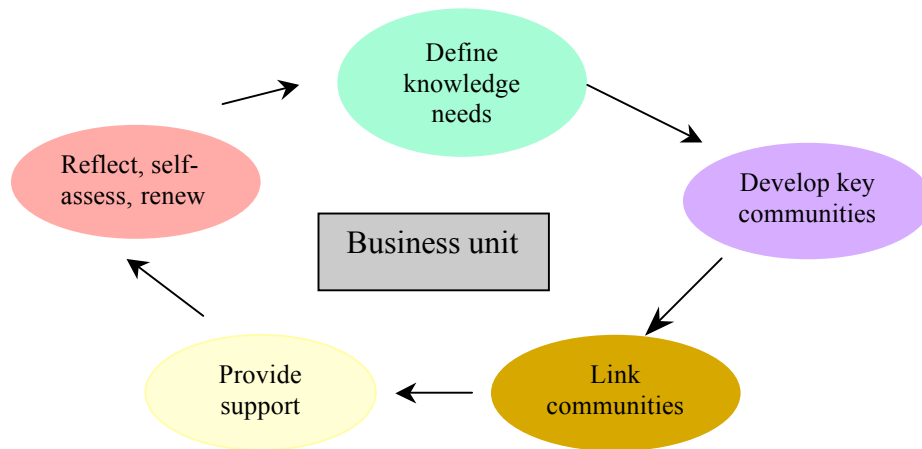 Define
knowledge
needs
Reflect, self-
assess, renew
Develop key
communities
Business unit
Provide
support
Link
communities